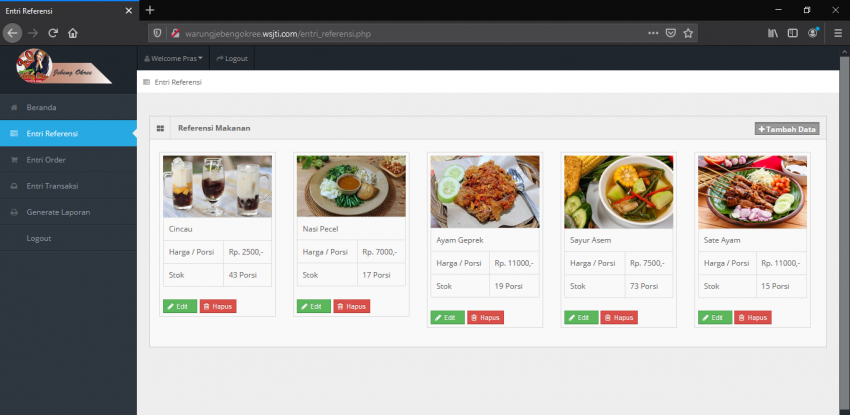 Entri Referensi
warungjebengokree.wsjti.com/entri_referensi.php
Jebeng Okree
Welcome Pras
Logout
Entri Referensi
Beranda
Entri Referensi
Entri Order
Entri Transaksi
Generate Laporan
Logout
Referensi Makanan
Tambah Data
Cincau
Harga / Porsi Rp. 2500,-
Stok 43 Porsi
Edit Hapus
Nasi Pecel
Harga / Porsi Rp. 7000,-
Stok 17 Porsi
Edit Hapus
Ayam Geprek
Harga / Porsi Rp. 11000,-
Stok 19 Porsi
Edit Hapus
Sayur Asem
Harga / Porsi Rp. 7500,-
Stok 73 Porsi
Edit Hapus
Sate Ayam
Harga / Porsi Rp. 11000,-
Stok 15 Porsi
Edit Hapus